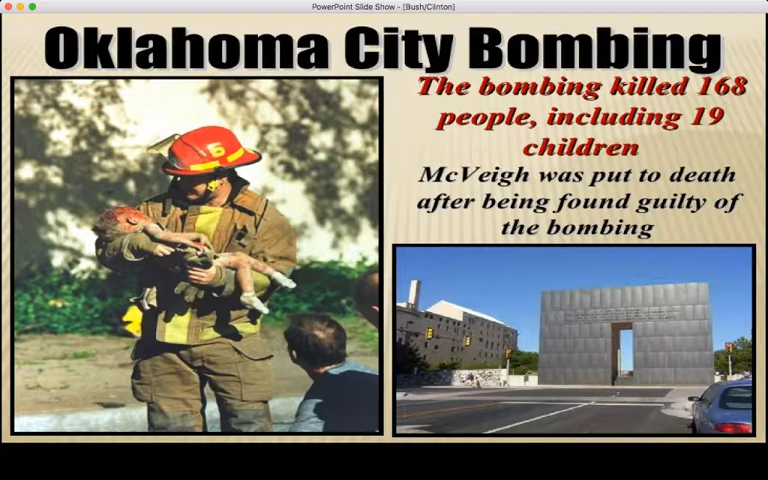 PowerPoint Slide Show - [Bush/Clinton]
Oklahoma City Bombing
The bombing killed 168
people, including 19
children
McVeigh was put to death
after being found guilty of
the bombing
6